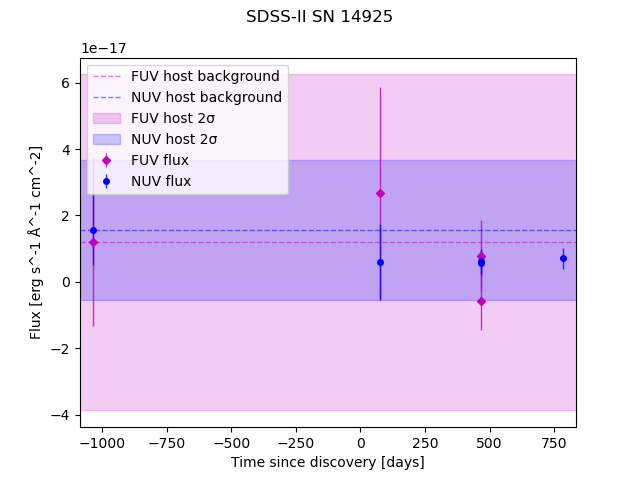 SDSS-II SN 14925
1e−17
FUV host background
NUV host background
FUV host 2σ
NUV host 2σ
FUV flux
NUV flux
6
4
2
0
−2
−4
Flux [erg s^-1 Å^-1 cm^-2]
−1000 −750 −500 −250 0 250 500 750
Time since discovery [days]